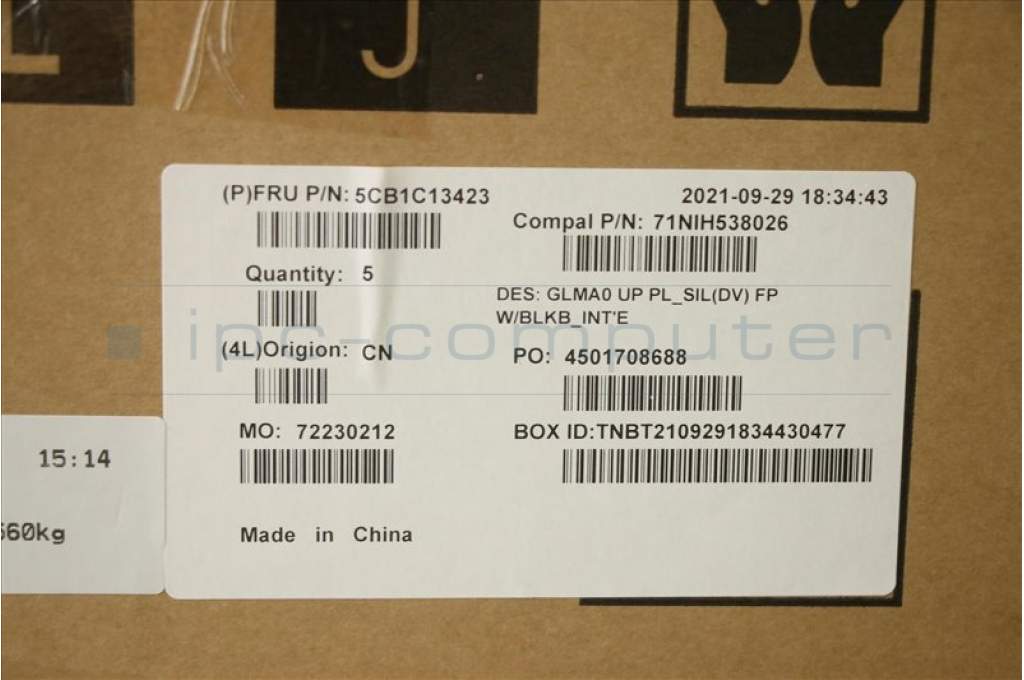 (P)FRU P/N: 5CB1C13423
2021-09-29 18:34:43
Compal P/N: 71NIH538026
Quantity: 5
DES: GLMA0 UP PL_SIL(DV) FP
W/BLKB_INT'E
ipc-computer
(4L)Origion: CN
PO: 4501708688
MO: 72230212
BOX ID:TNBT2109291834430477
15:14
60kg
Made in China